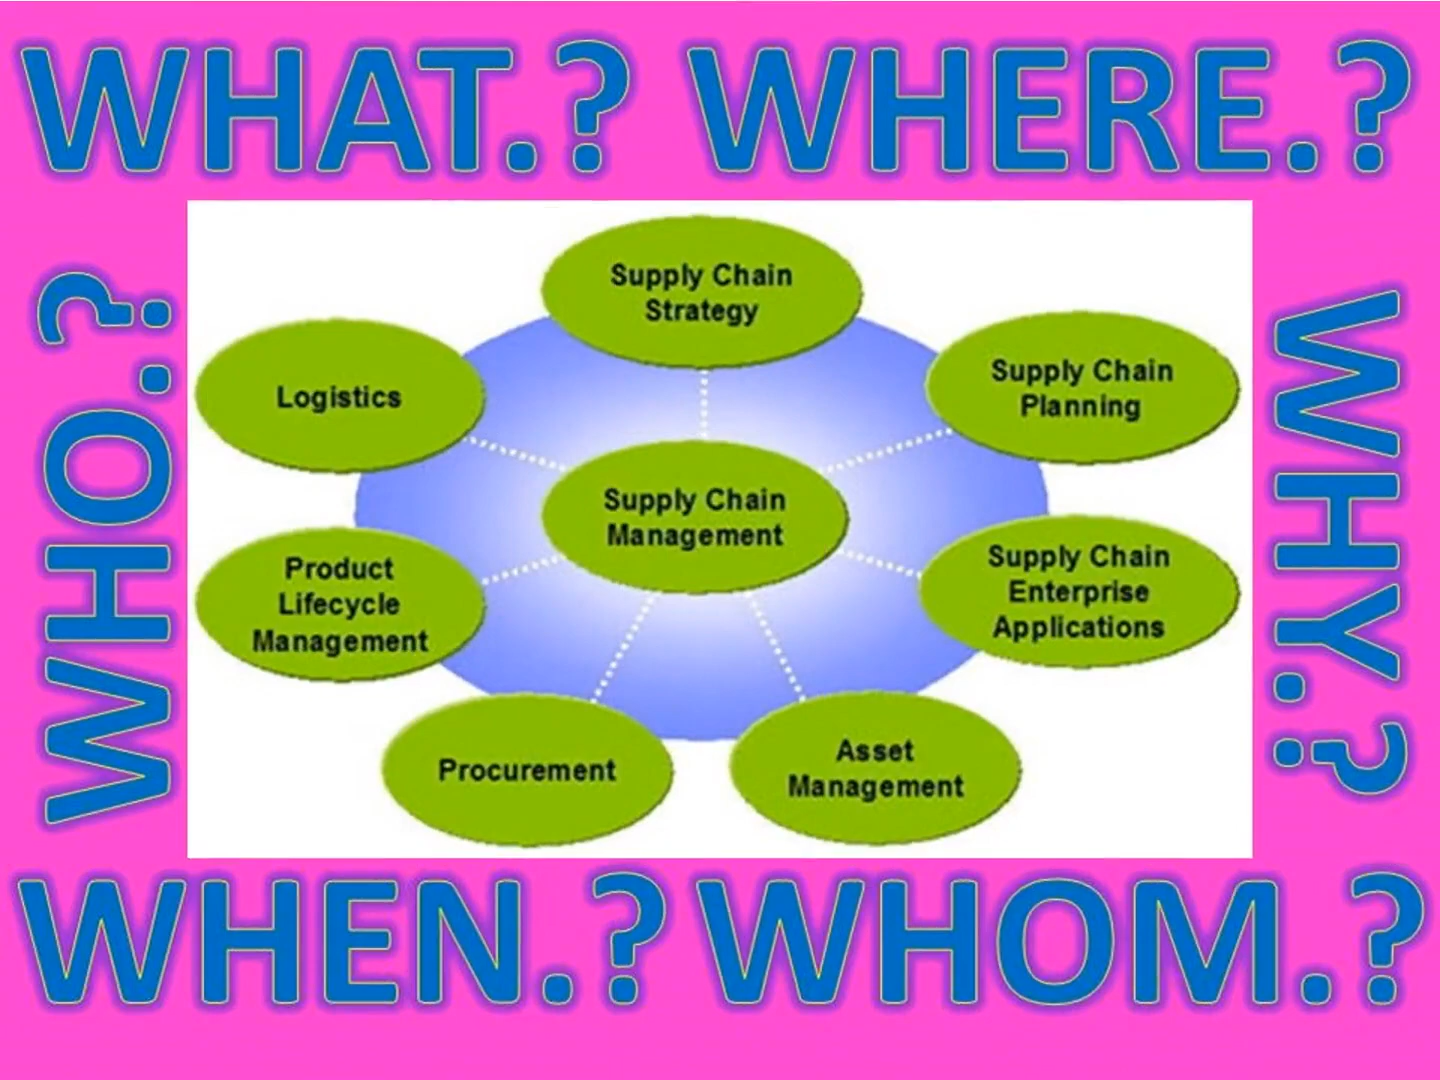 WHAT.? WHERE.?
WHO.?
WHY.?
Supply Chain
Strategy
Logistics
Supply Chain
Planning
Supply Chain
Management
Product
Lifecycle
Management
Supply Chain
Enterprise
Applications
Procurement
Asset
Management
WHEN.? WHOM.?